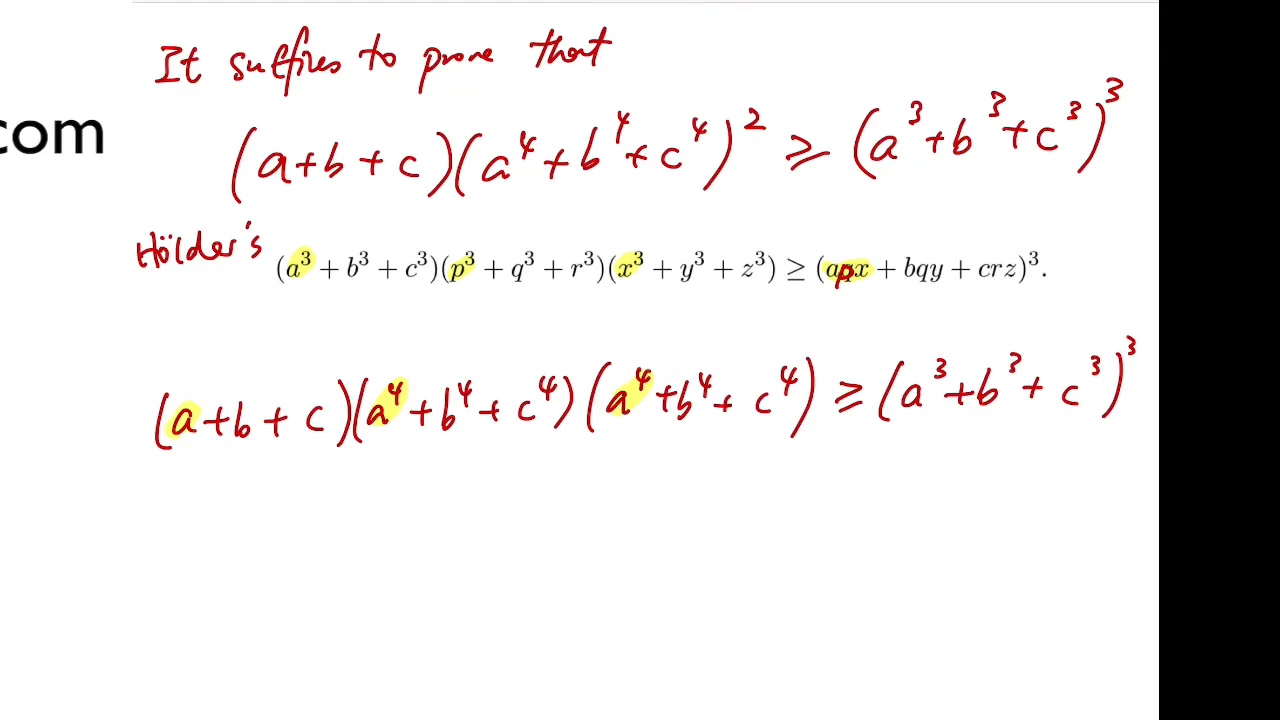 It suffices to prove that
.com
(a+b+c)(a⁴+b⁴+c⁴)² ≥ (a³+b³+c³)³
Hölder's
(a³ + b³ + c³)(p³ + q³ + r³)(x³ + y³ + z³) ≥ (apx + bqy + crz)³.
(a+b+c)(a⁴+b⁴+c⁴)(a⁴+b⁴+c⁴) ≥ (a³+b³+c³)³